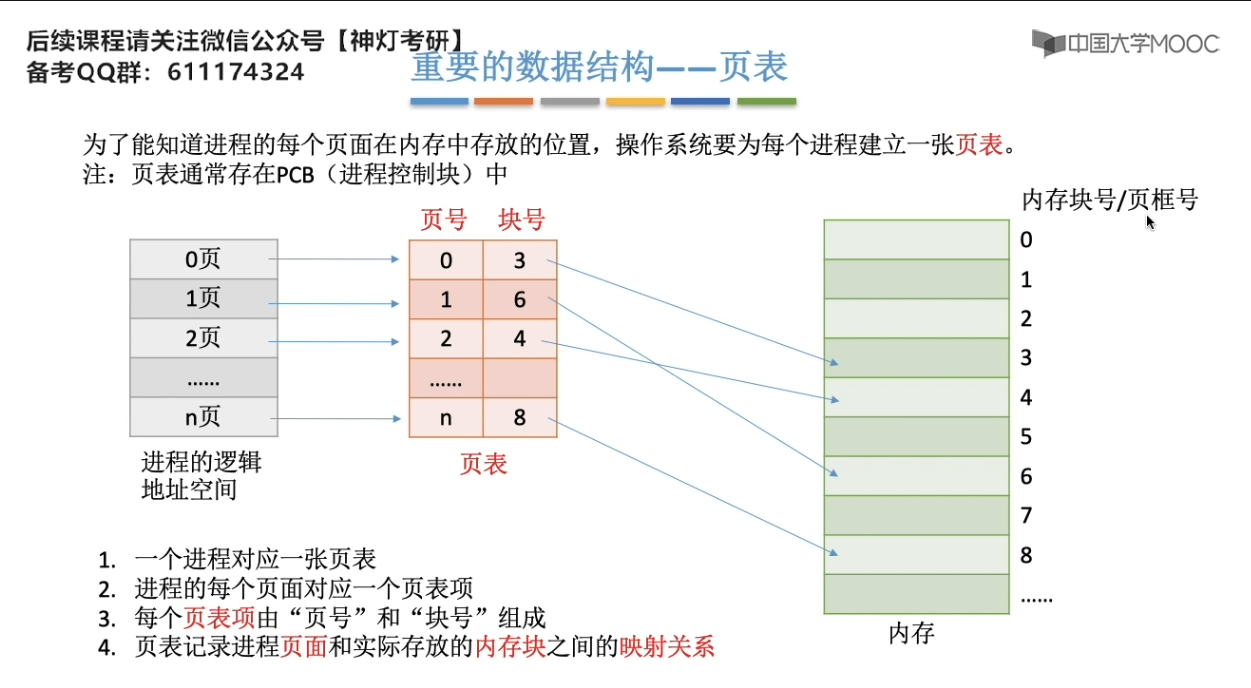 后续课程请关注微信公众号【神灯考研】
备考QQ群：611174324
中国大学MOOC
重要的数据结构——页表
为了能知道进程的每个页面在内存中存放的位置，操作系统要为每个进程建立一张页表。
注：页表通常存在PCB（进程控制块）中
内存块号/页框号
页号 块号
0页
1页
2页
......
n页
进程的逻辑
地址空间
0 3
1 6
2 4
......
n 8
页表
0
1
2
3
4
5
6
7
8
......
内存
1. 一个进程对应一张页表
2. 进程的每个页面对应一个页表项
3. 每个页表项由“页号”和“块号”组成
4. 页表记录进程页面和实际存放的内存块之间的映射关系